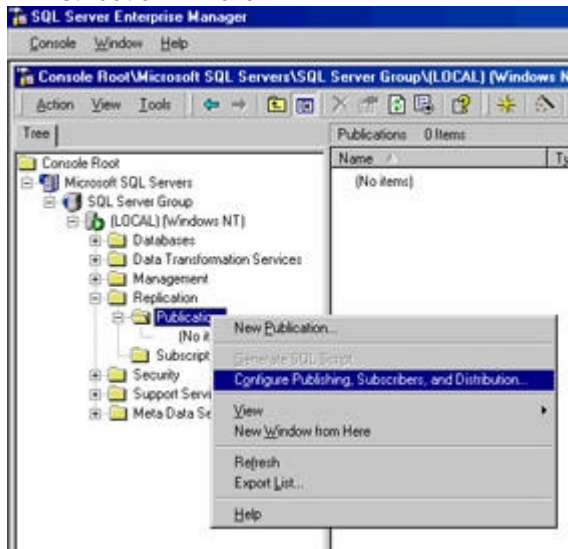 SQL Server Enterprise Manager
Console Window Help
Console Root\Microsoft SQL Servers\SQL Server Group\(LOCAL) (Windows N
Action View Tools
Tree
Publications 0 Items
Name
Console Root
(No items)
Microsoft SQL Servers
SQL Server Group
(LOCAL) (Windows NT)
Databases
Data Transformation Services
Management
Replication
Publicatio
(No it
Subscript
Security
Support Servi
Meta Data Se
New Publication...
Generate SQL Script...
Configure Publishing, Subscribers, and Distribution...
View
New Window from Here
Refresh
Export List...
Help